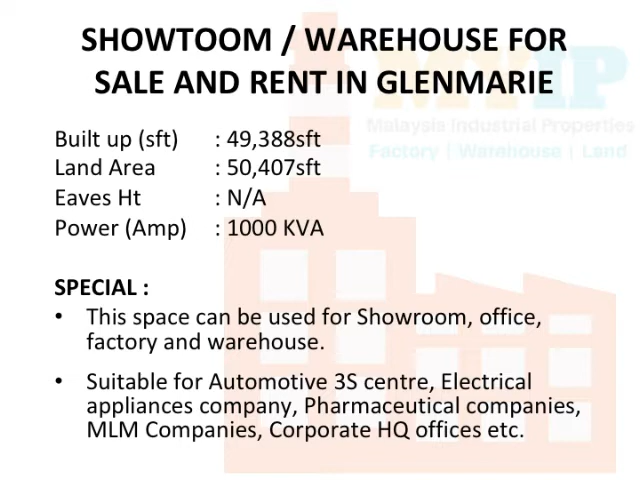 SHOWTOOM / WAREHOUSE FOR
SALE AND RENT IN GLENMARIE
MYIP
Malaysia Industrial Properties
Factory | Warehouse | Land
Built up (sft) : 49,388sft
Land Area : 50,407sft
Eaves Ht : N/A
Power (Amp) : 1000 KVA
SPECIAL :
• This space can be used for Showroom, office,
factory and warehouse.
• Suitable for Automotive 3S centre, Electrical
appliances company, Pharmaceutical companies,
MLM Companies, Corporate HQ offices etc.